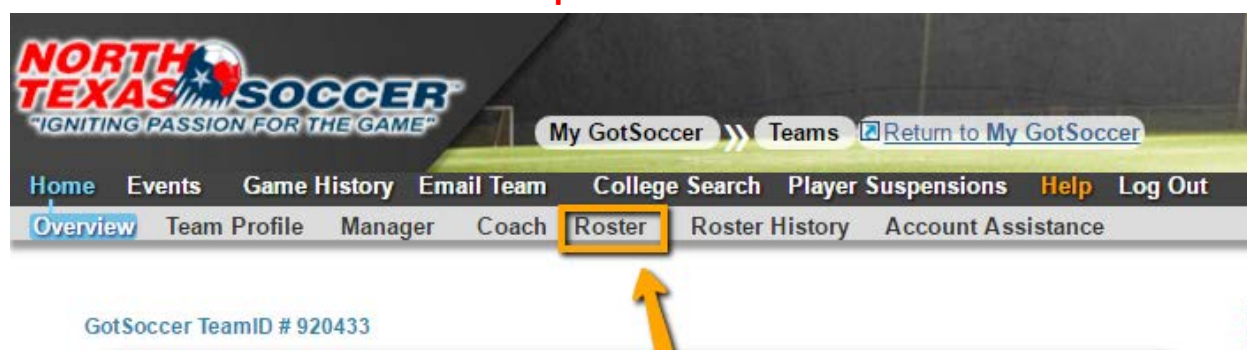 NORTH
TEXAS SOCCER
"IGNITING PASSION FOR THE GAME"
My GotSoccer Teams Return to My GotSoccer
Home Events Game History Email Team College Search Player Suspensions Help Log Out
Overview Team Profile Manager Coach Roster Roster History Account Assistance
GotSoccer TeamID # 920433